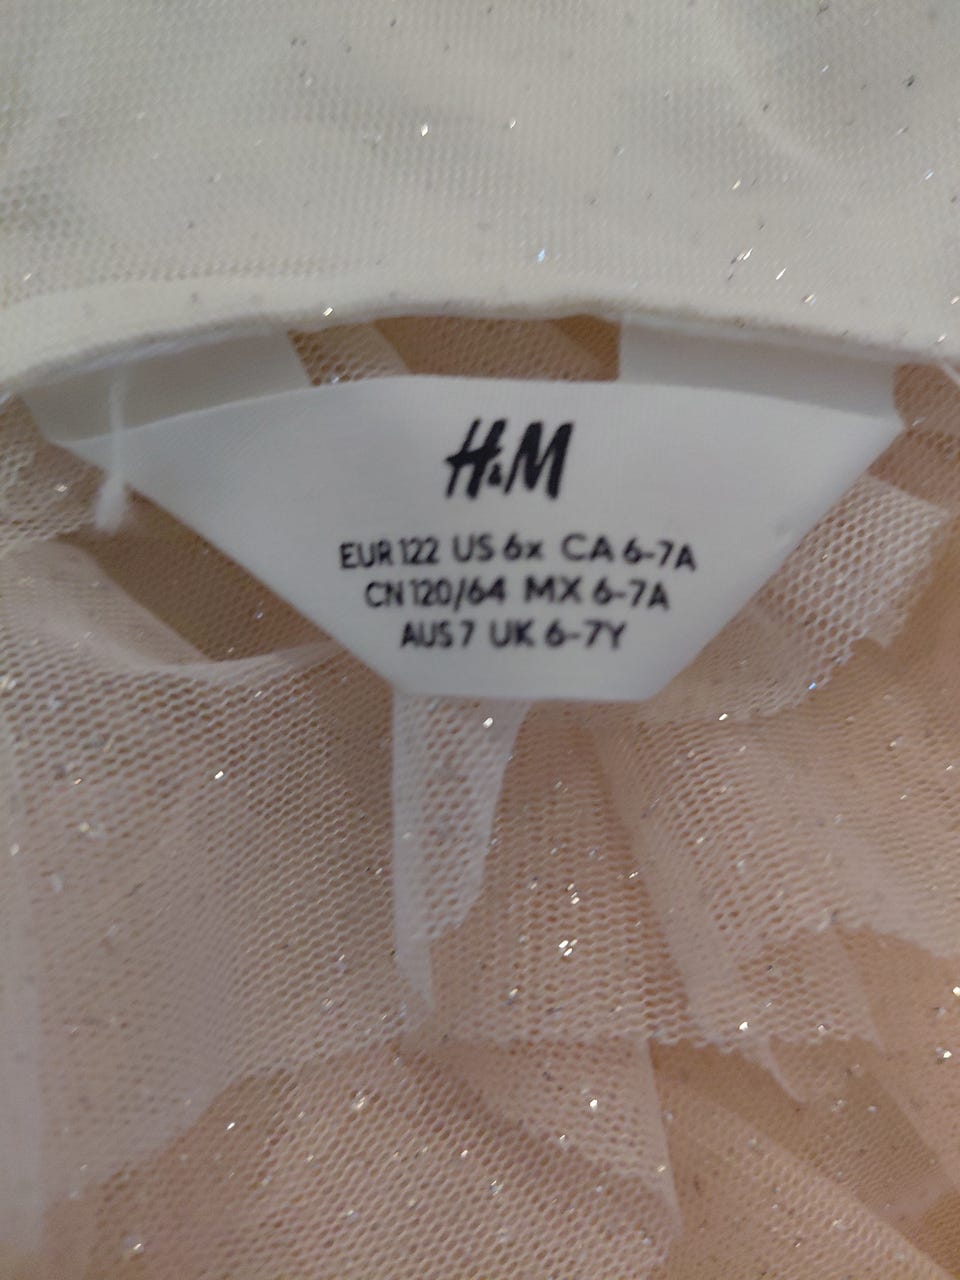 H&M
EUR 122 US 6x CA 6-7A
CN 120/64 MX 6-7A
AUS 7 UK 6-7Y